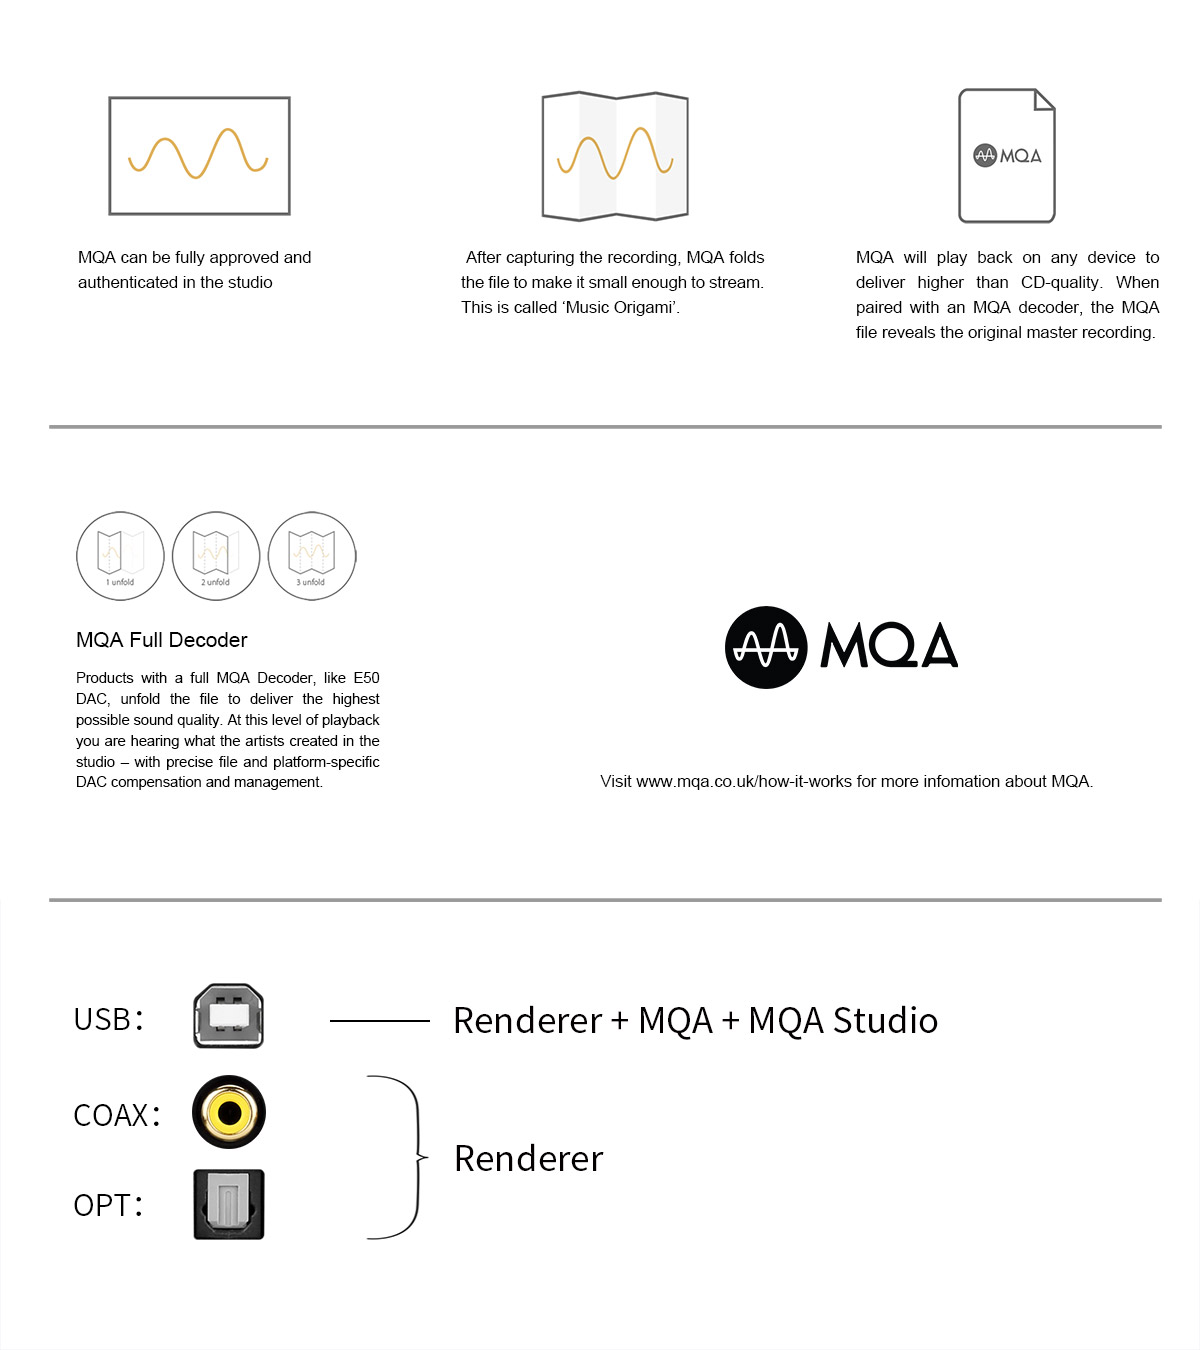 MQA
MQA can be fully approved and
authenticated in the studio
After capturing the recording, MQA folds
the file to make it small enough to stream.
This is called ‘Music Origami’.
MQA will play back on any device to
deliver higher than CD-quality. When
paired with an MQA decoder, the MQA
file reveals the original master recording.
1 unfold
2 unfold
3 unfold
MQA Full Decoder
Products with a full MQA Decoder, like E50
DAC, unfold the file to deliver the highest
possible sound quality. At this level of playback
you are hearing what the artists created in the
studio – with precise file and platform-specific
DAC compensation and management.
MQA
Visit www.mqa.co.uk/how-it-works for more infomation about MQA.
USB:
Renderer + MQA + MQA Studio
COAX:
OPT:
Renderer